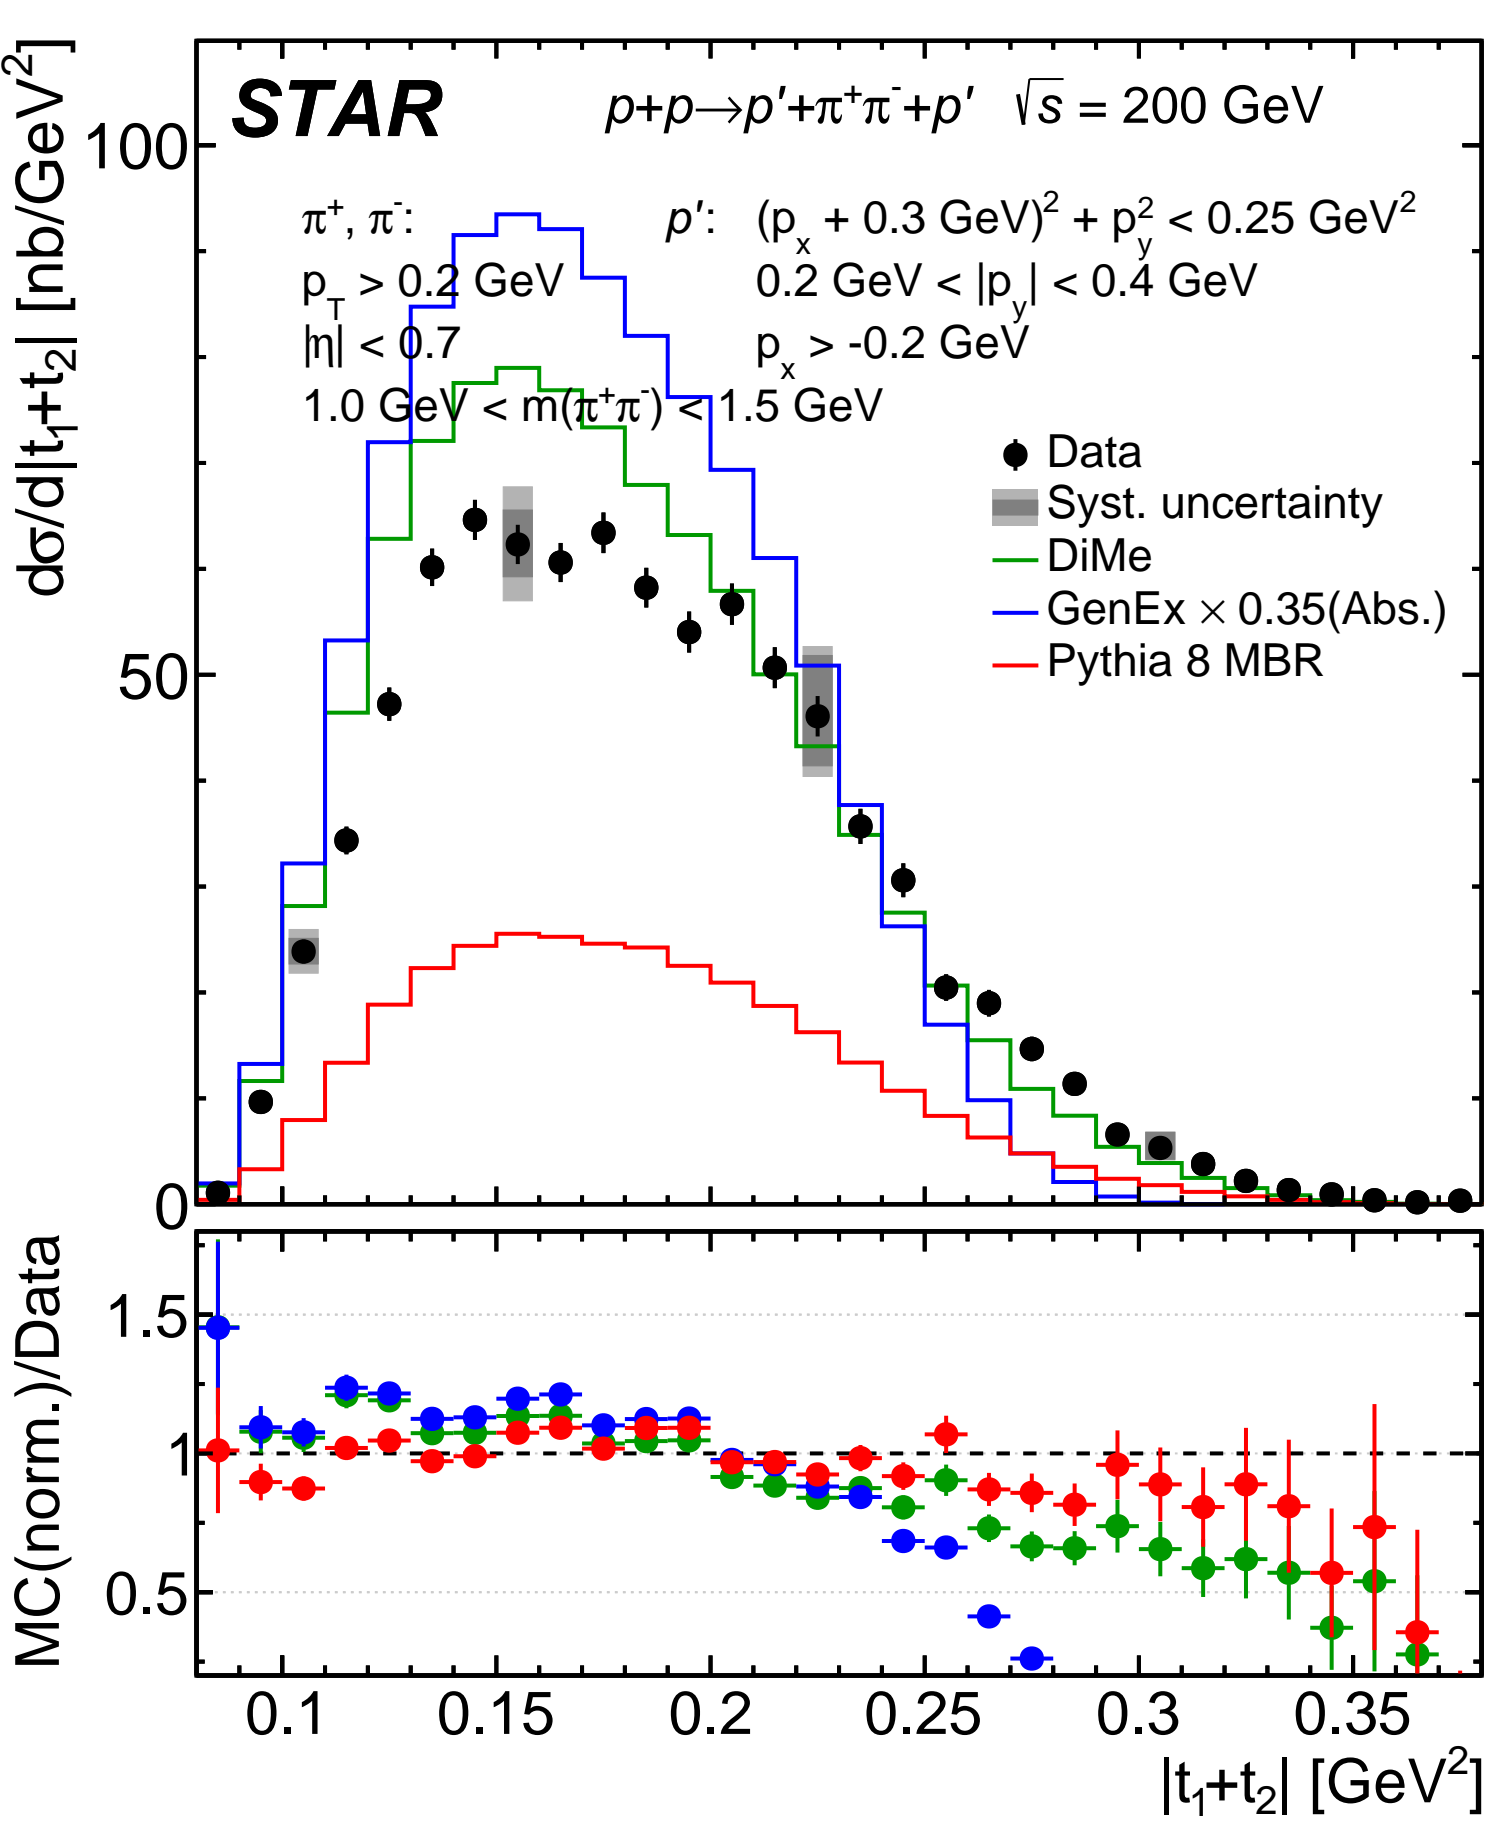 STAR p+p→p′+π⁺π⁻+p′ √s = 200 GeV
π⁺, π⁻: p′: (pₓ + 0.3 GeV)² + p_y² < 0.25 GeV²
p_T > 0.2 GeV 0.2 GeV < |p_y| < 0.4 GeV
|η| < 0.7 pₓ > -0.2 GeV
1.0 GeV < m(π⁺π⁻) < 1.5 GeV
Data
Syst. uncertainty
DiMe
GenEx × 0.35(Abs.)
Pythia 8 MBR
dσ/d|t₁+t₂| [nb/GeV²]
100
50
0
MC(norm.)/Data
1.5
1
0.5
0.1 0.15 0.2 0.25 0.3 0.35
|t₁+t₂| [GeV²]